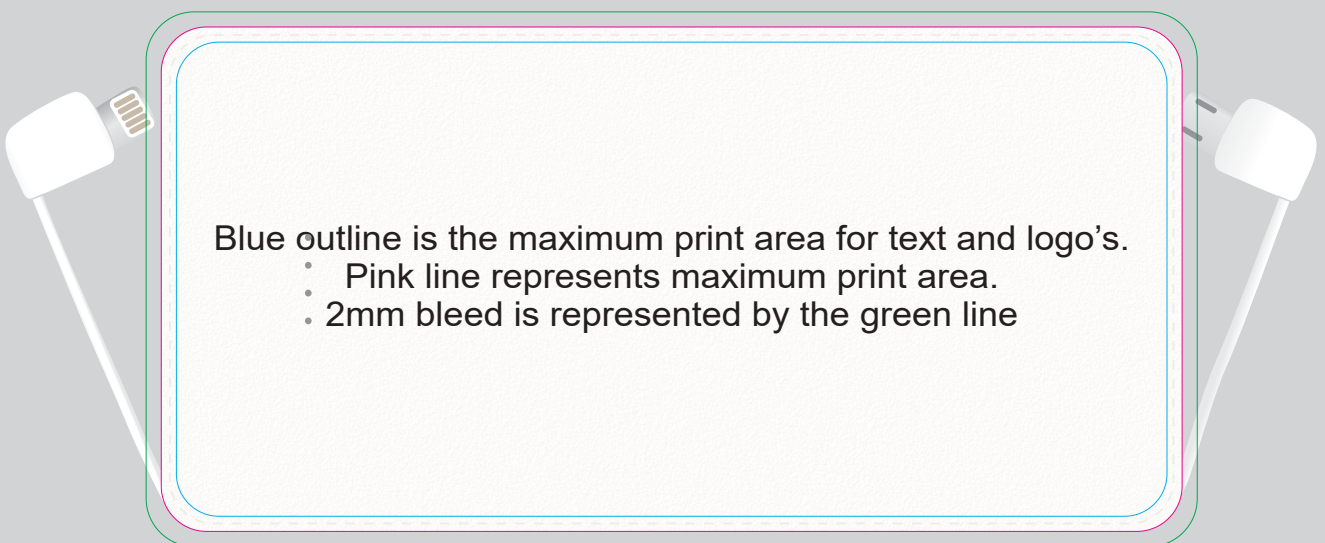 Blue outline is the maximum print area for text and logo’s.
Pink line represents maximum print area.
2mm bleed is represented by the green line